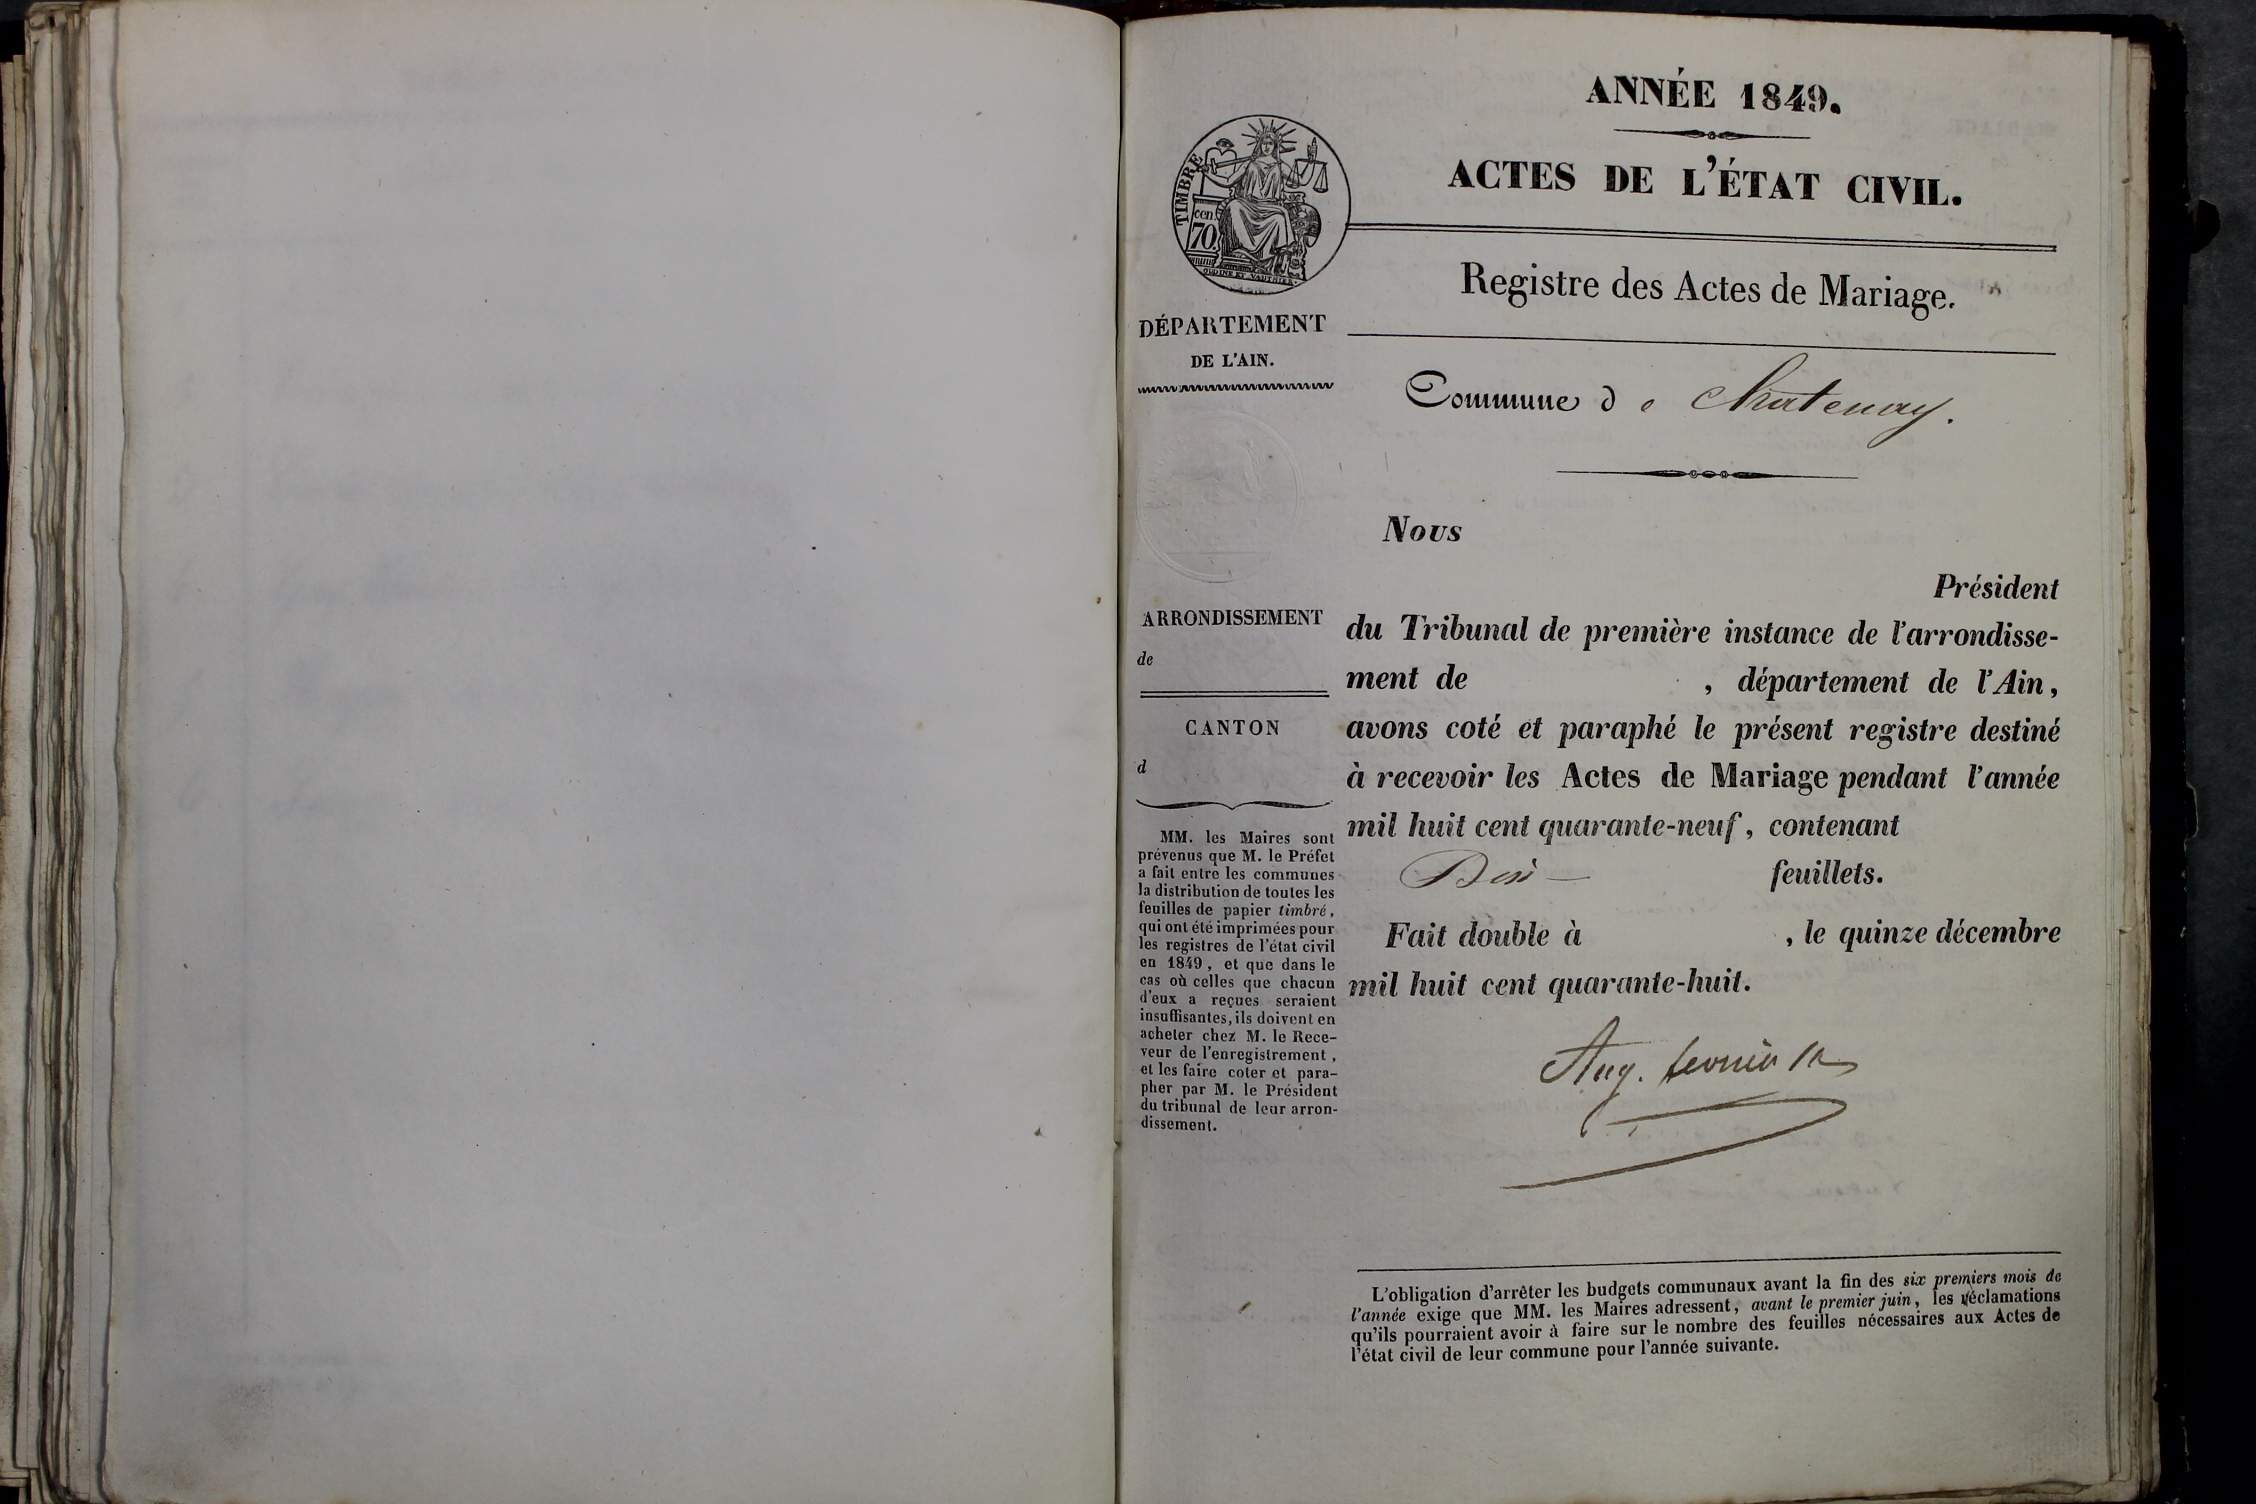 ANNÉE 1849.
ACTES DE L'ÉTAT CIVIL.
TIMBRE
cen.
70.
OUDINÉ ET VAUTHIER.
Registre des Actes de Mariage.
DÉPARTEMENT
DE L'AIN.
Commune de Chatenay.
Nous
Président
ARRONDISSEMENT
de
du Tribunal de première instance de l'arrondisse-
ment de , département de l'Ain,
CANTON
d
avons coté et paraphé le présent registre destiné
à recevoir les Actes de Mariage pendant l'année
mil huit cent quarante-neuf, contenant
feuillets.
Fait double à , le quinze décembre
mil huit cent quarante-huit.
MM. les Maires sont
prévenus que M. le Préfet
a fait entre les communes
la distribution de toutes les
feuilles de papier timbré,
qui ont été imprimées pour
les registres de l'état civil
en 1849, et que dans le
cas où celles que chacun
d'eux a reçues seraient
insuffisantes, ils doivent en
acheter chez M. le Rece-
veur de l'enregistrement,
et les faire coter et para-
pher par M. le Président
du tribunal de leur arron-
dissement.
Aug.
L'obligation d'arrêter les budgets communaux avant la fin des six premiers mois de
l'année exige que MM. les Maires adressent, avant le premier juin, les réclamations
qu'ils pourraient avoir à faire sur le nombre des feuilles nécessaires aux Actes de
l'état civil de leur commune pour l'année suivante.